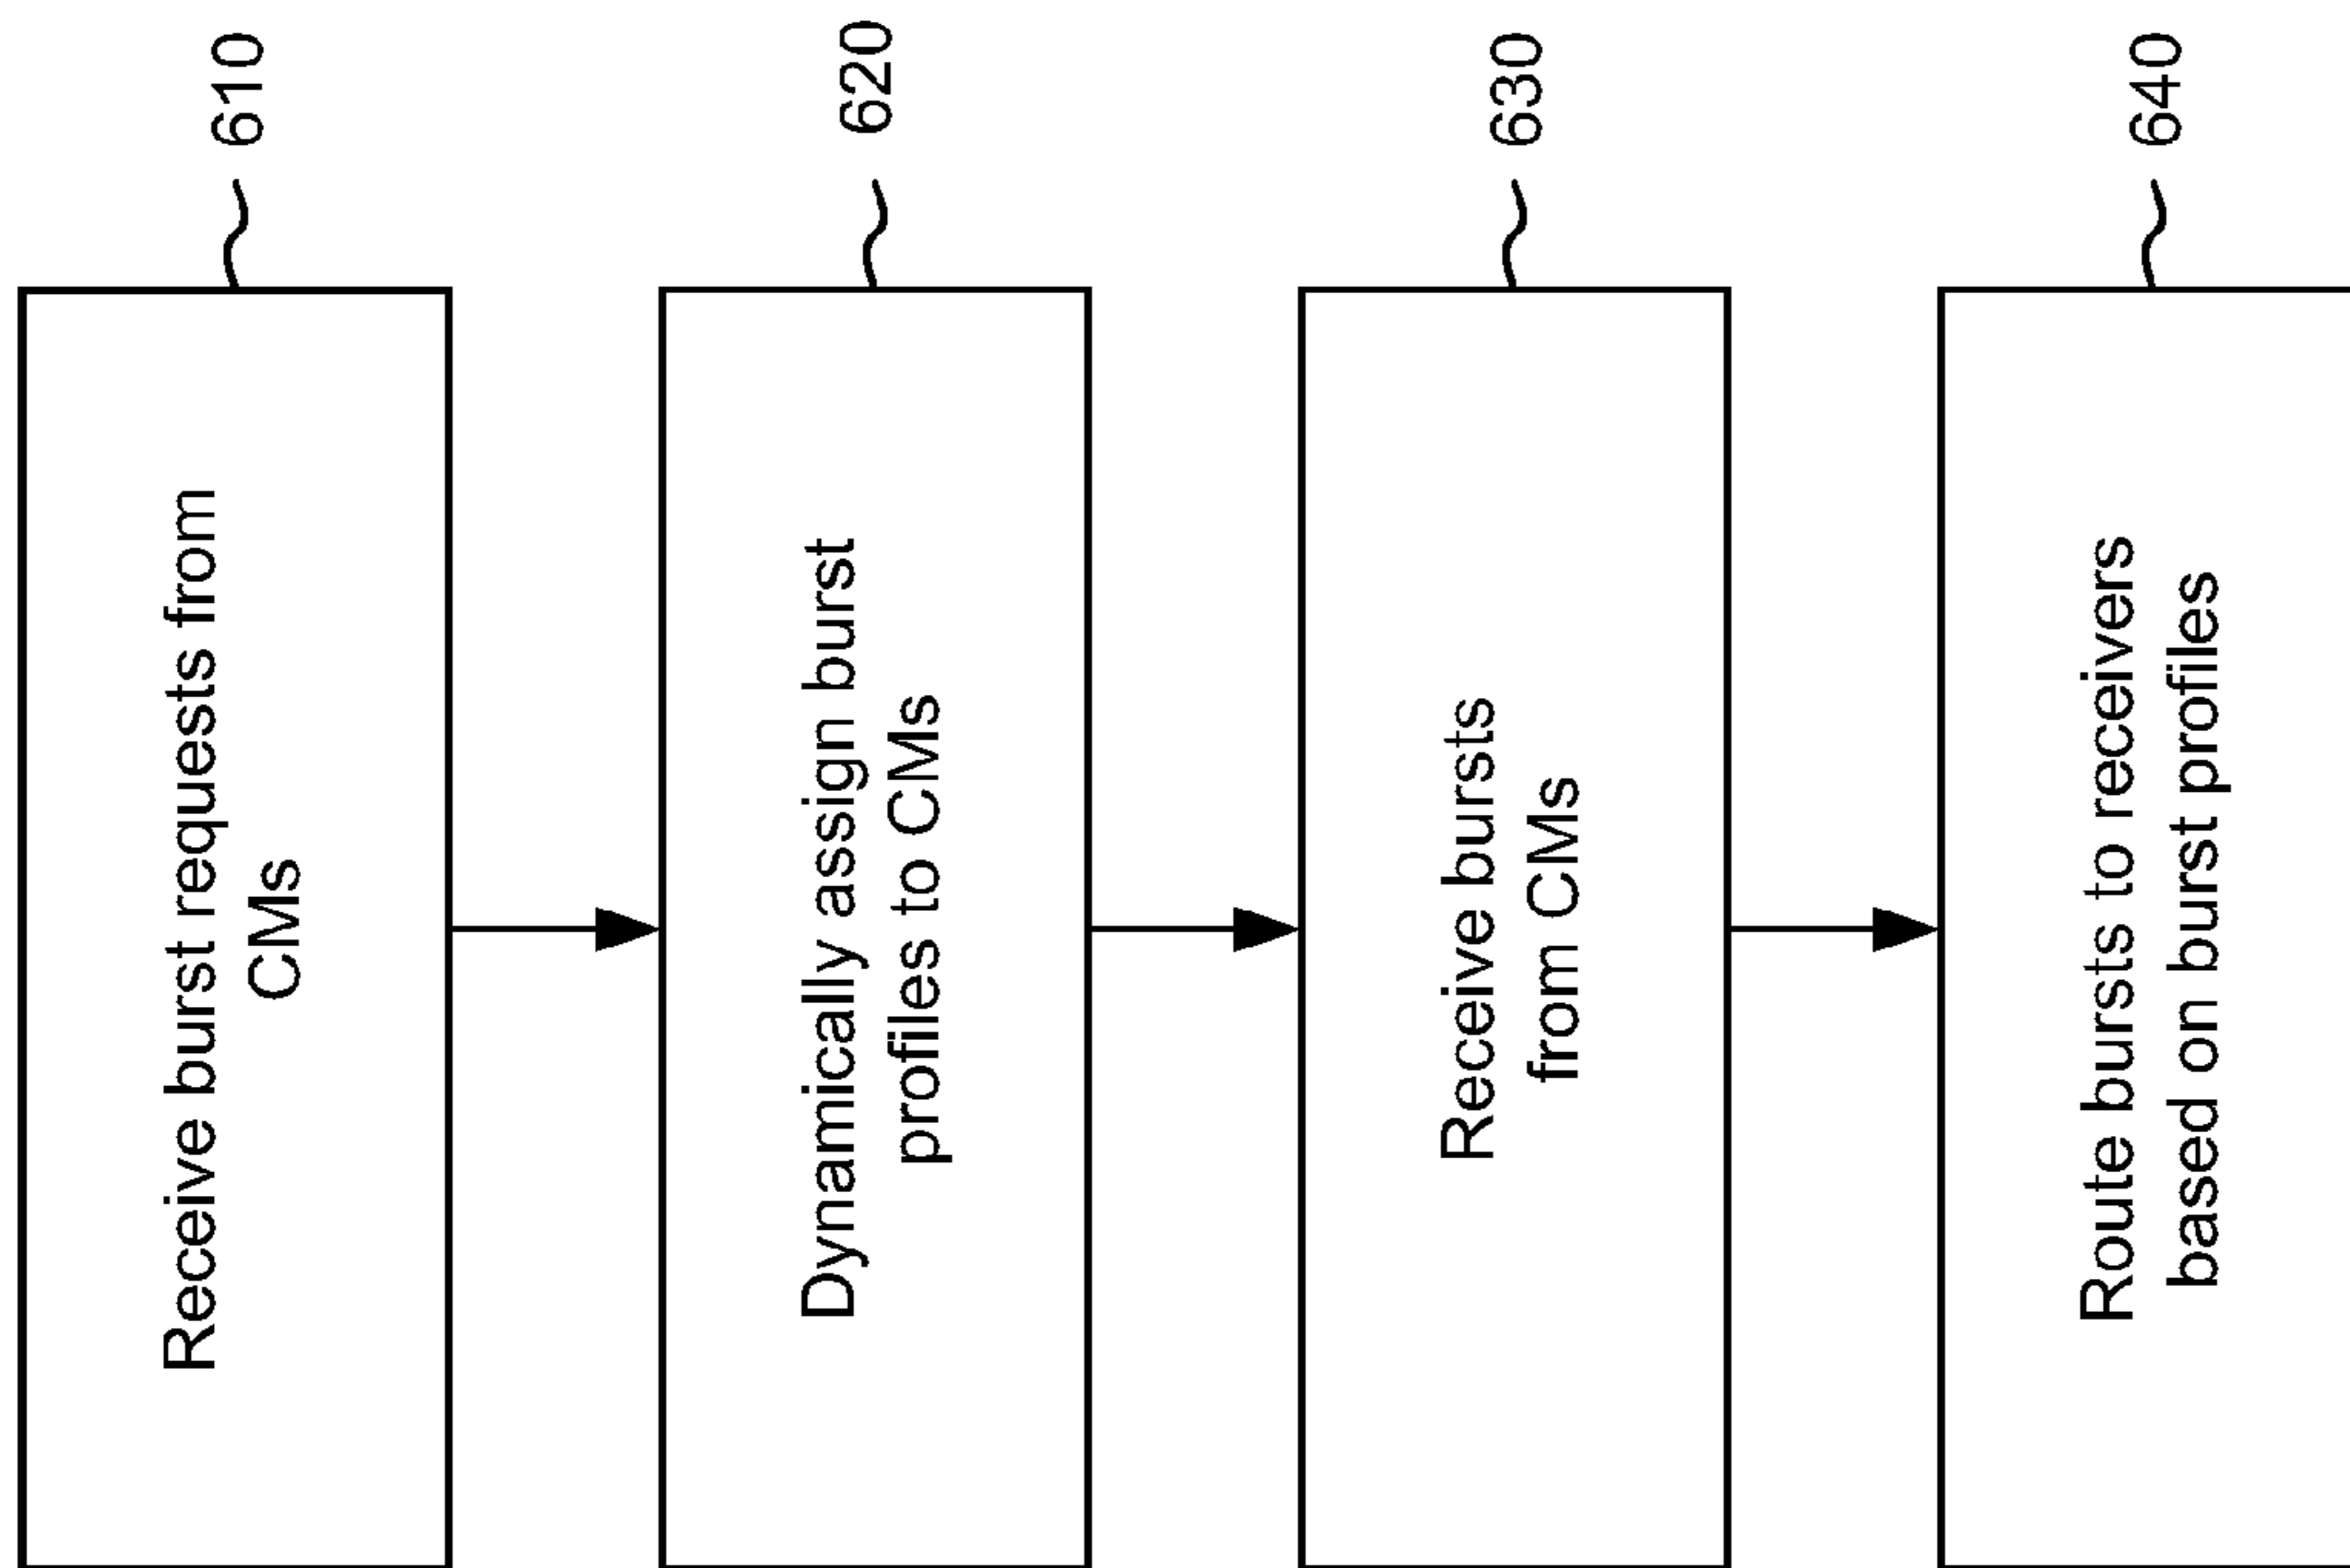 Receive burst requests from
CMs
610
Dynamically assign burst
profiles to CMs
620
Receive bursts
from CMs
630
Route bursts to receivers
based on burst profiles
640